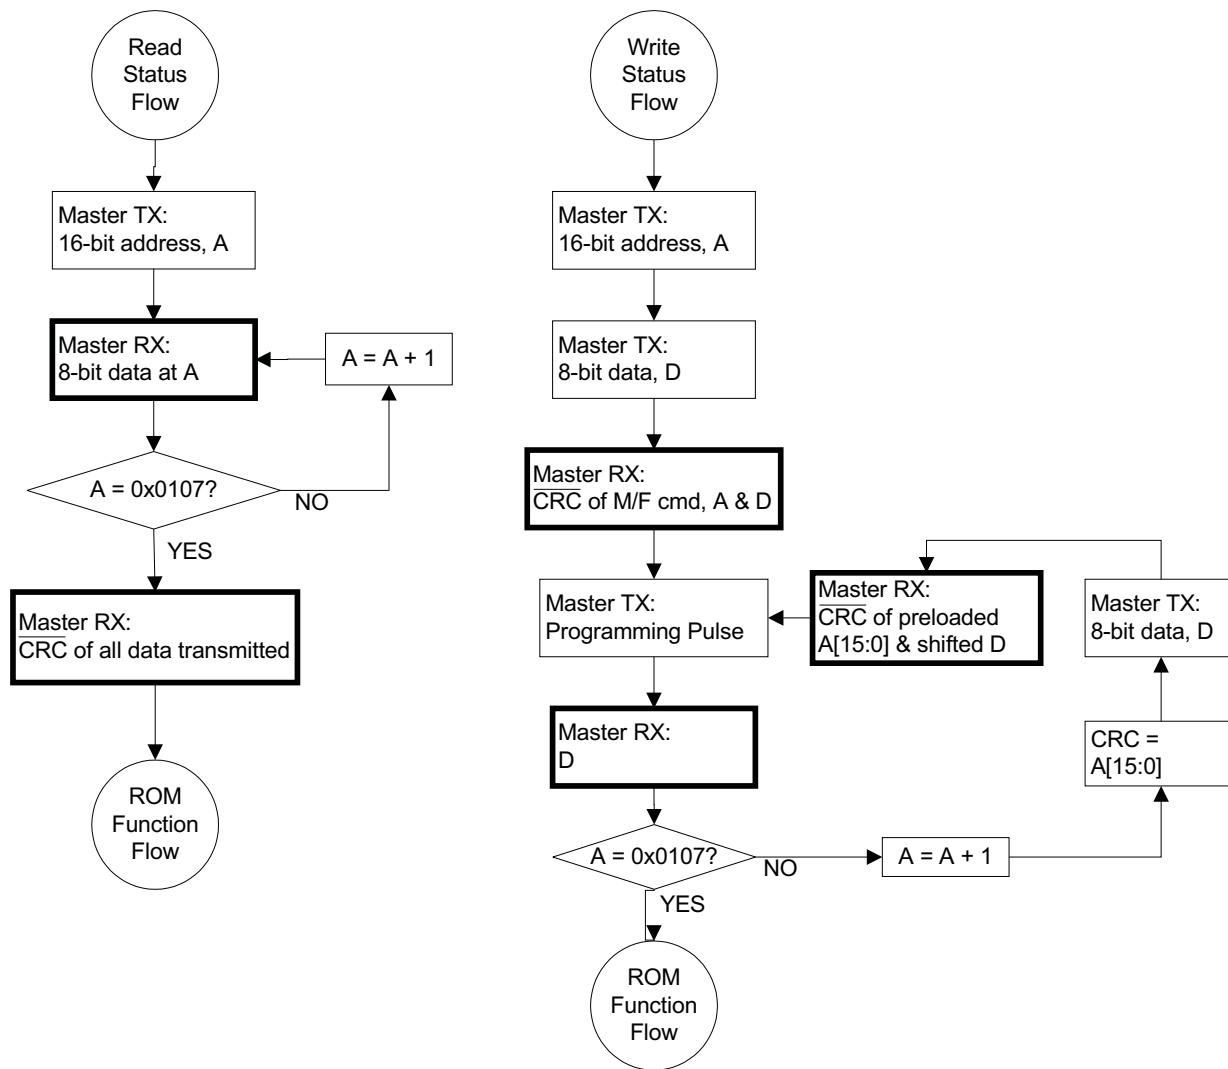 Read
Status
Flow
Master TX:
16-bit address, A
Master RX:
8-bit data at A
A = A + 1
A = 0x0107?
NO
YES
Master RX:
C̅R̅C̅ of all data transmitted
ROM
Function
Flow
Write
Status
Flow
Master TX:
16-bit address, A
Master TX:
8-bit data, D
Master RX:
C̅R̅C̅ of M/F cmd, A & D
Master TX:
Programming Pulse
Master RX:
C̅R̅C̅ of preloaded
A[15:0] & shifted D
Master TX:
8-bit data, D
Master RX:
D
CRC =
A[15:0]
A = 0x0107?
NO
A = A + 1
YES
ROM
Function
Flow